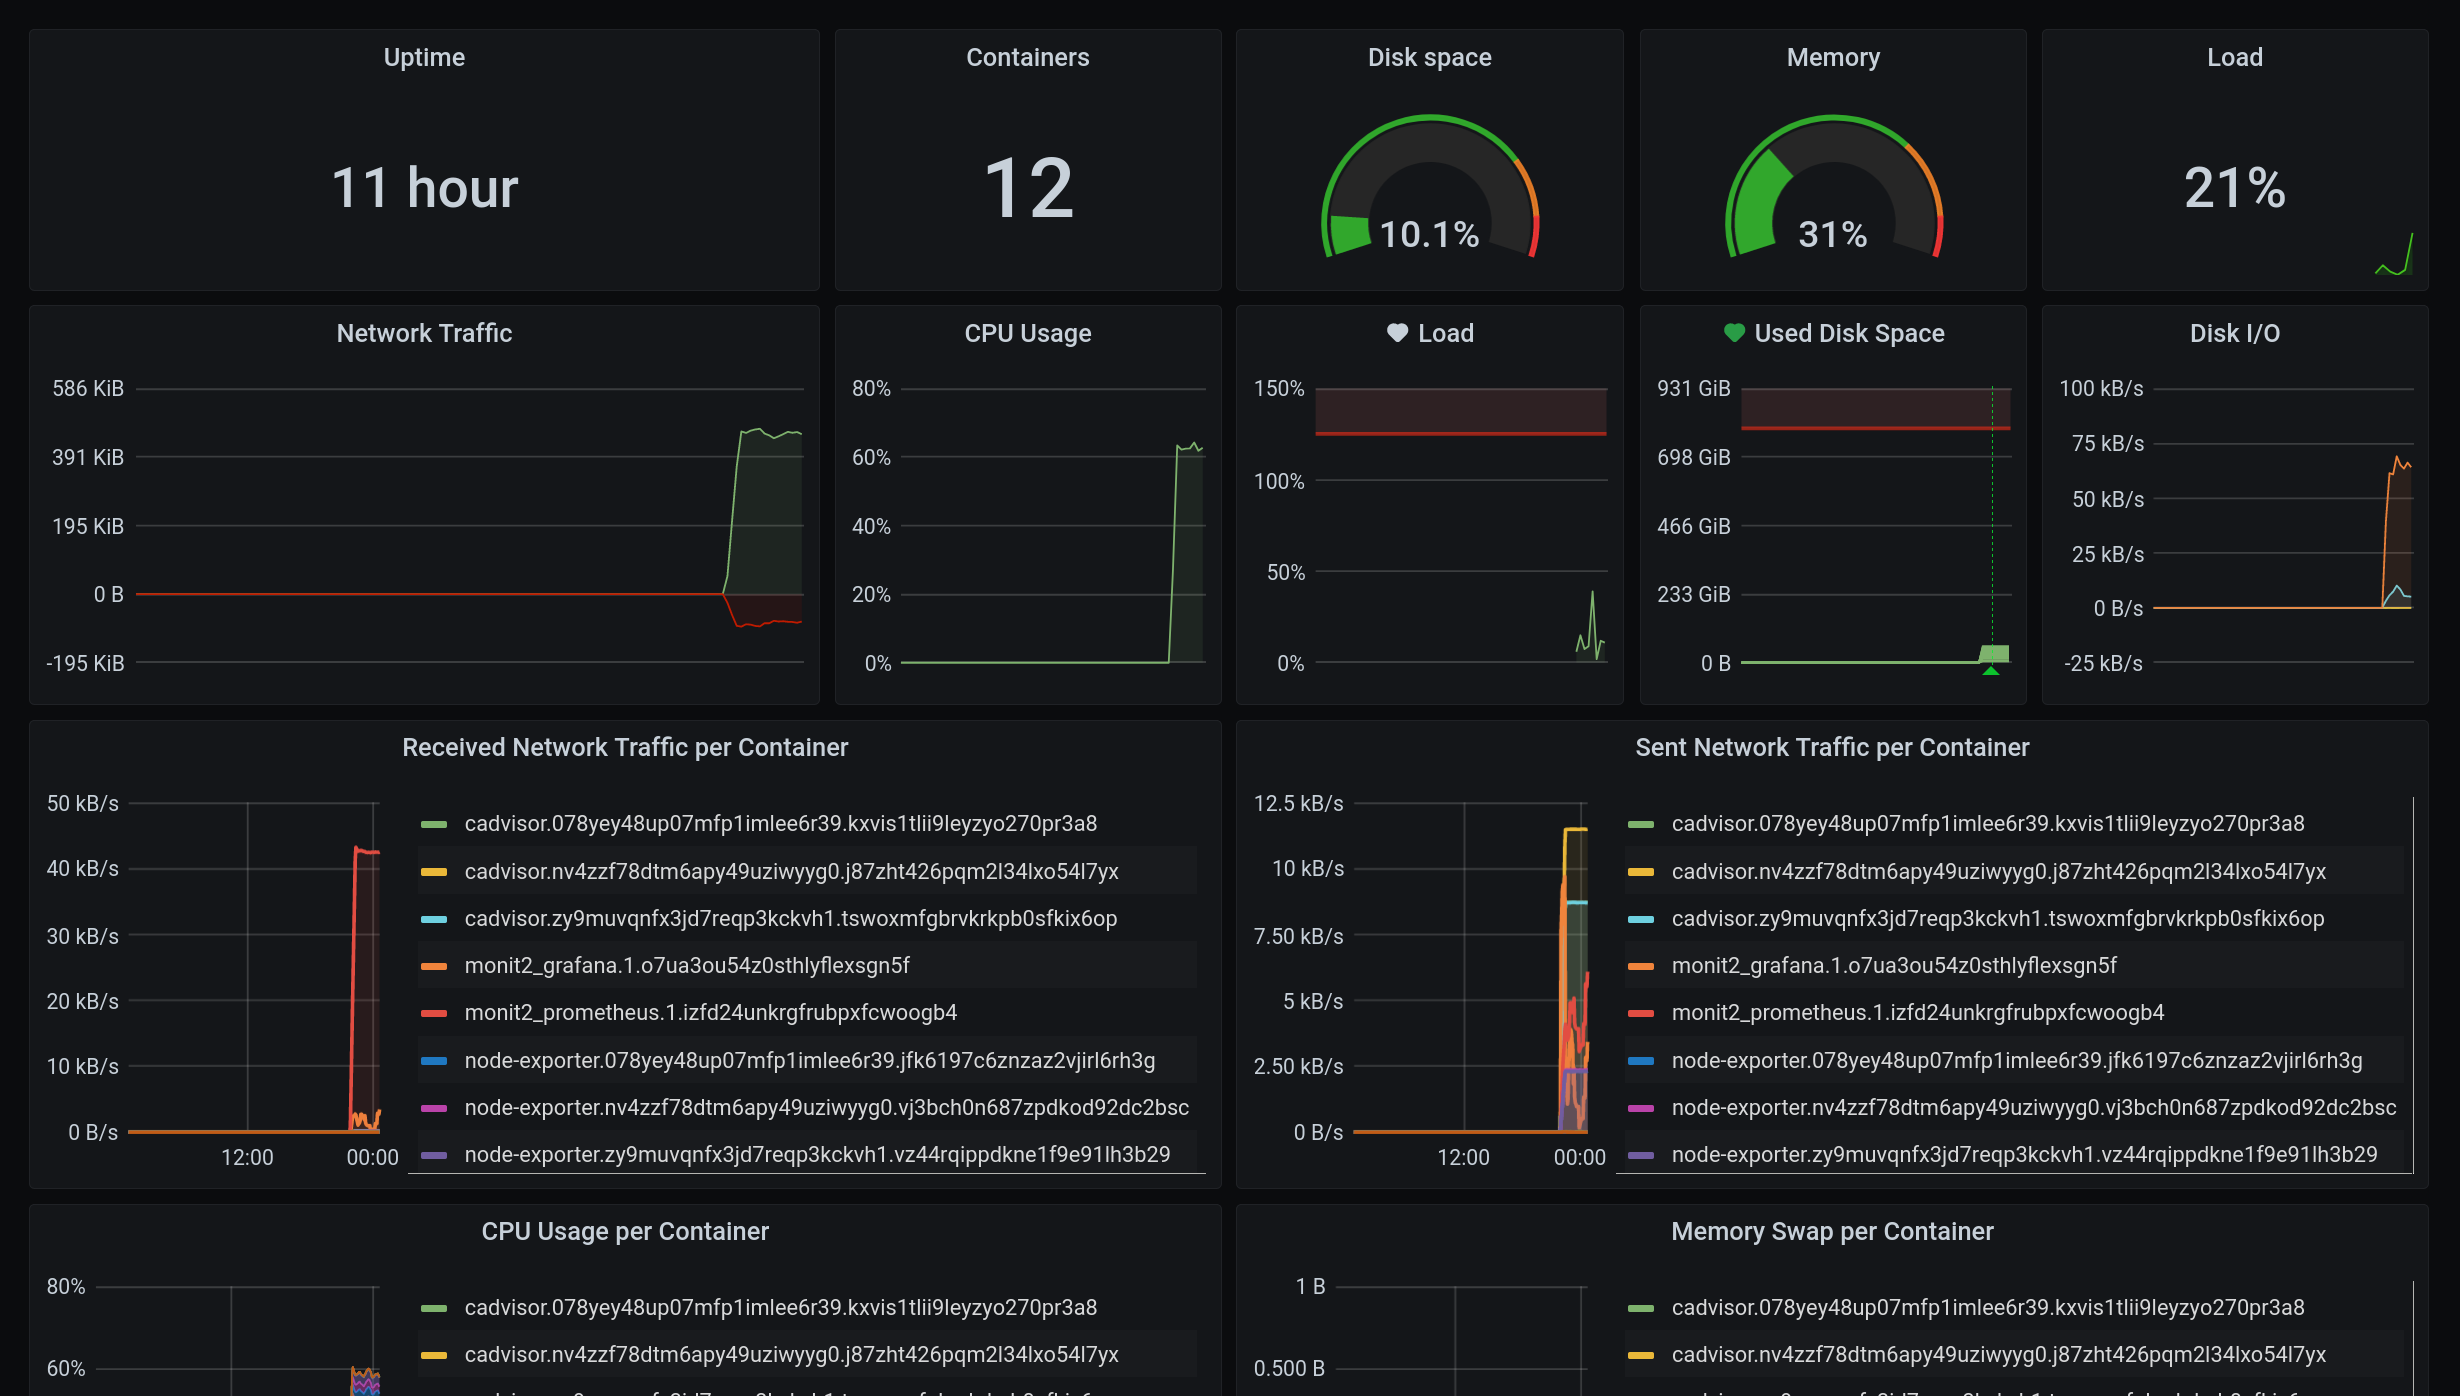 Uptime
11 hour
Containers
12
Disk space
10.1%
Memory
31%
Load
21%
Network Traffic
586 KiB
391 KiB
195 KiB
0 B
-195 KiB
CPU Usage
80%
60%
40%
20%
0%
Load
150%
100%
50%
0%
Used Disk Space
931 GiB
698 GiB
466 GiB
233 GiB
0 B
Disk I/O
100 kB/s
75 kB/s
50 kB/s
25 kB/s
0 B/s
-25 kB/s
Received Network Traffic per Container
50 kB/s
40 kB/s
30 kB/s
20 kB/s
10 kB/s
0 B/s
12:00
00:00
cadvisor.078yey48up07mfp1imlee6r39.kxvis1tlii9leyzyo270pr3a8
cadvisor.nv4zzf78dtm6apy49uziwyyg0.j87zht426pqm2l34lxo54l7yx
cadvisor.zy9muvqnfx3jd7reqp3kckvh1.tswoxmfgbrvkrkpb0sfkix6op
monit2_grafana.1.o7ua3ou54z0sthlyflexsgn5f
monit2_prometheus.1.izfd24unkrgfrubpxfcwoogb4
node-exporter.078yey48up07mfp1imlee6r39.jfk6197c6znzaz2vjirl6rh3g
node-exporter.nv4zzf78dtm6apy49uziwyyg0.vj3bch0n687zpdkod92dc2bsc
node-exporter.zy9muvqnfx3jd7reqp3kckvh1.vz44rqippdkne1f9e91lh3b29
Sent Network Traffic per Container
12.5 kB/s
10 kB/s
7.50 kB/s
5 kB/s
2.50 kB/s
0 B/s
12:00
00:00
cadvisor.078yey48up07mfp1imlee6r39.kxvis1tlii9leyzyo270pr3a8
cadvisor.nv4zzf78dtm6apy49uziwyyg0.j87zht426pqm2l34lxo54l7yx
cadvisor.zy9muvqnfx3jd7reqp3kckvh1.tswoxmfgbrvkrkpb0sfkix6op
monit2_grafana.1.o7ua3ou54z0sthlyflexsgn5f
monit2_prometheus.1.izfd24unkrgfrubpxfcwoogb4
node-exporter.078yey48up07mfp1imlee6r39.jfk6197c6znzaz2vjirl6rh3g
node-exporter.nv4zzf78dtm6apy49uziwyyg0.vj3bch0n687zpdkod92dc2bsc
node-exporter.zy9muvqnfx3jd7reqp3kckvh1.vz44rqippdkne1f9e91lh3b29
CPU Usage per Container
80%
60%
cadvisor.078yey48up07mfp1imlee6r39.kxvis1tlii9leyzyo270pr3a8
cadvisor.nv4zzf78dtm6apy49uziwyyg0.j87zht426pqm2l34lxo54l7yx
Memory Swap per Container
1 B
0.500 B
cadvisor.078yey48up07mfp1imlee6r39.kxvis1tlii9leyzyo270pr3a8
cadvisor.nv4zzf78dtm6apy49uziwyyg0.j87zht426pqm2l34lxo54l7yx